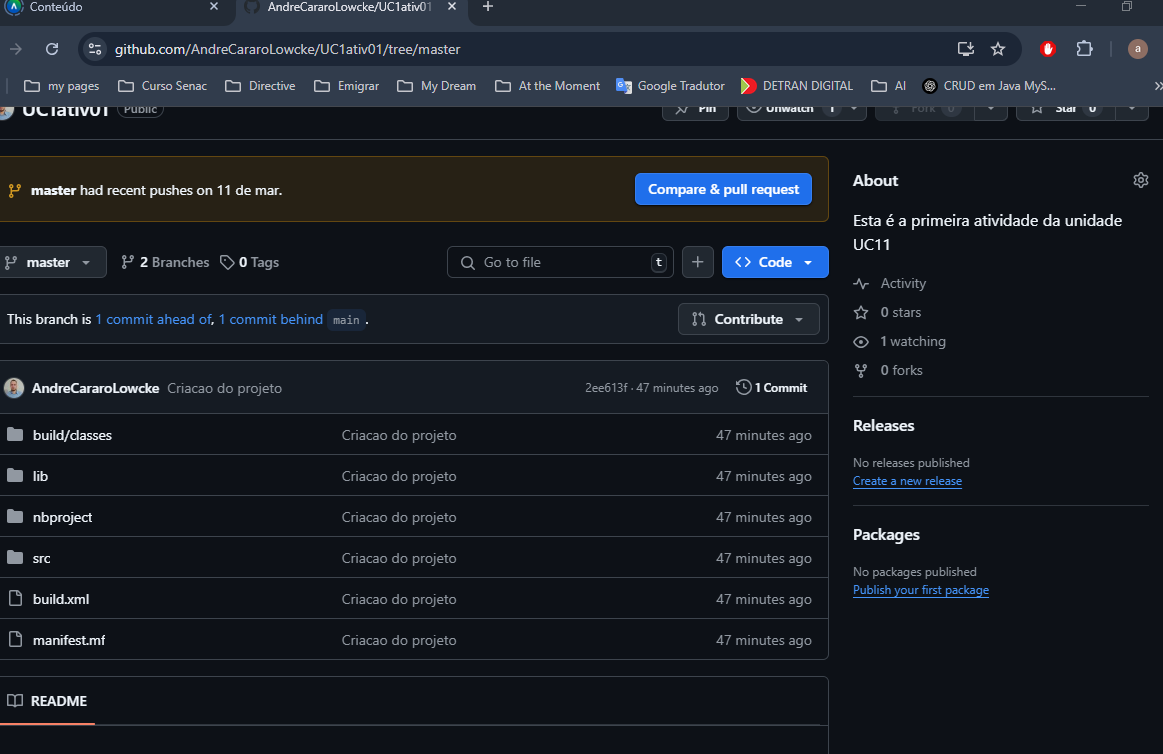 Conteúdo
AndreCararoLowcke/UC1ativ01
github.com/AndreCararoLowcke/UC1ativ01/tree/master
a
my pages
Curso Senac
Directive
Emigrar
My Dream
At the Moment
Google Tradutor
DETRAN DIGITAL
AI
CRUD em Java MyS...
UC1ativ01 Public
Pin
Unwatch 1
Fork 0
Star 0
master had recent pushes on 11 de mar.
Compare & pull request
master
2 Branches
0 Tags
Go to file
t
Code
This branch is 1 commit ahead of, 1 commit behind main .
Contribute
AndreCararoLowcke Criacao do projeto
2ee613f · 47 minutes ago
1 Commit
build/classes Criacao do projeto 47 minutes ago
lib Criacao do projeto 47 minutes ago
nbproject Criacao do projeto 47 minutes ago
src Criacao do projeto 47 minutes ago
build.xml Criacao do projeto 47 minutes ago
manifest.mf Criacao do projeto 47 minutes ago
README
About
Esta é a primeira atividade da unidade
UC11
Activity
0 stars
1 watching
0 forks
Releases
No releases published
Create a new release
Packages
No packages published
Publish your first package